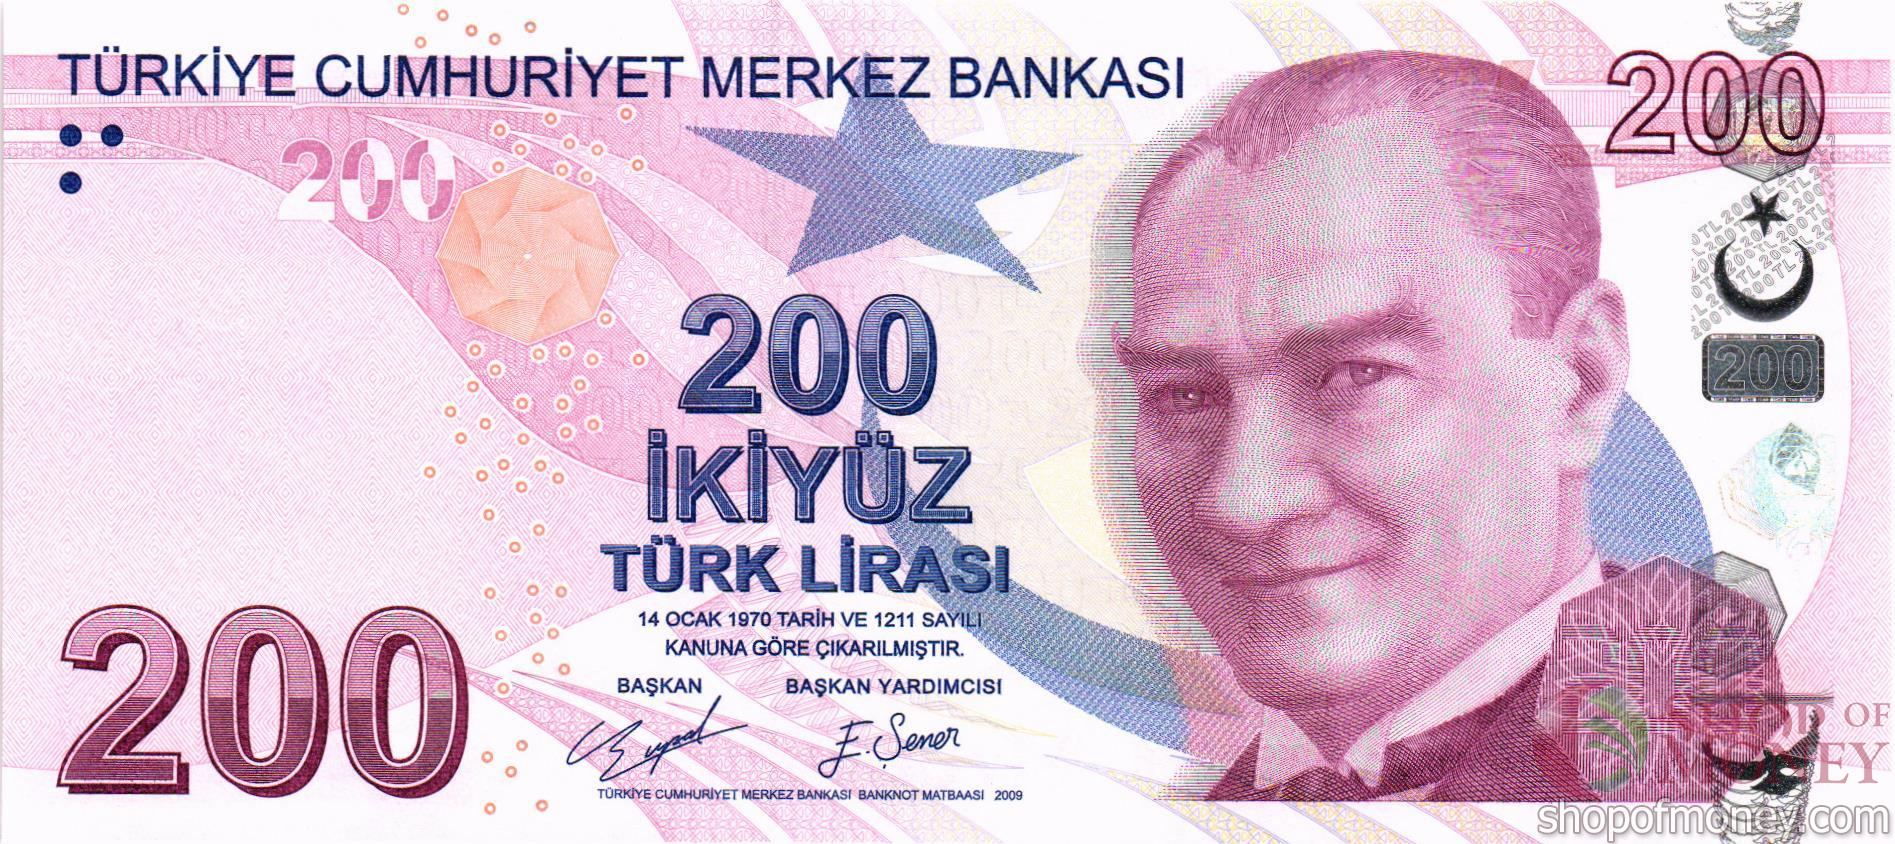 TÜRKİYE CUMHURİYET MERKEZ BANKASI
200
200
200
200
İKİYÜZ
TÜRK LİRASI
14 OCAK 1970 TARİH VE 1211 SAYILI
KANUNA GÖRE ÇIKARILMIŞTIR.
BAŞKAN BAŞKAN YARDIMCISI
E. Şener
TÜRKİYE CUMHURİYET MERKEZ BANKASI BANKNOT MATBAASI 2009
200
SHOP OF
MONEY
shopofmoney.com